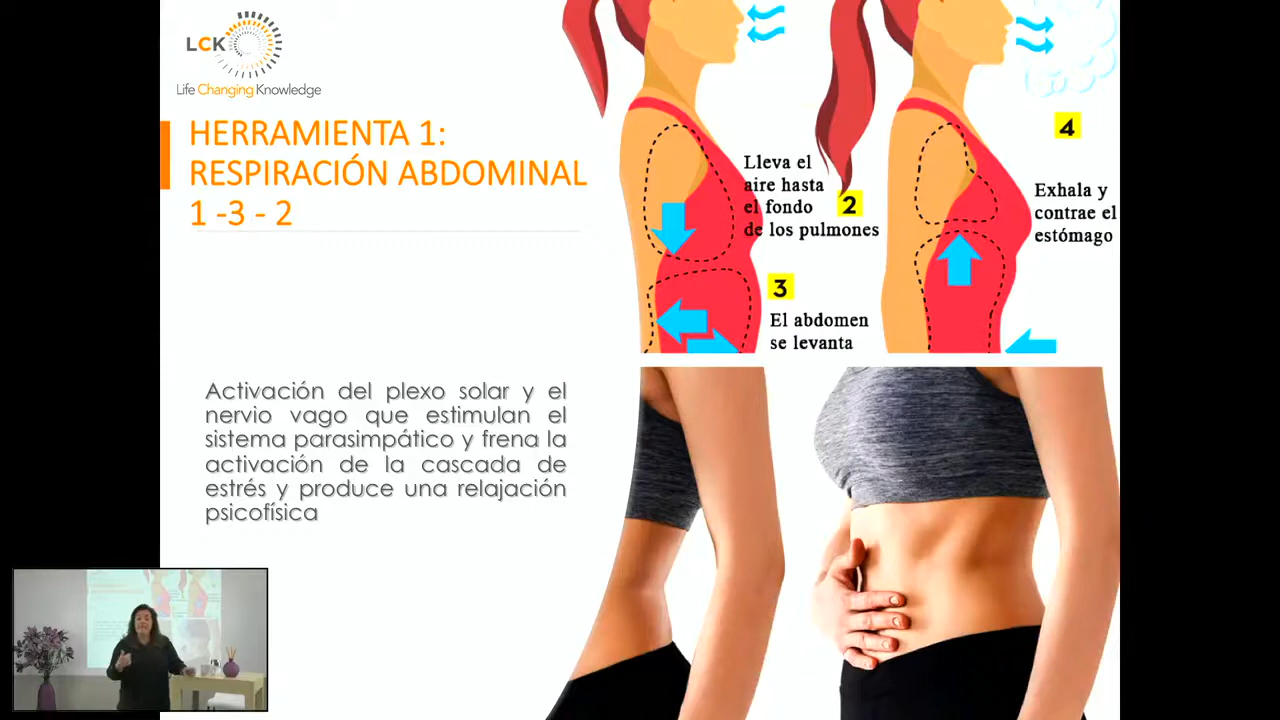 LCK
Life Changing Knowledge
HERRAMIENTA 1:
RESPIRACIÓN ABDOMINAL
1 -3 - 2
Lleva el
aire hasta
el fondo
de los pulmones
2
3
El abdomen
se levanta
4
Exhala y
contrae el
estómago
Activación del plexo solar y el
nervio vago que estimulan el
sistema parasimpático y frena la
activación de la cascada de
estrés y produce una relajación
psicofísica